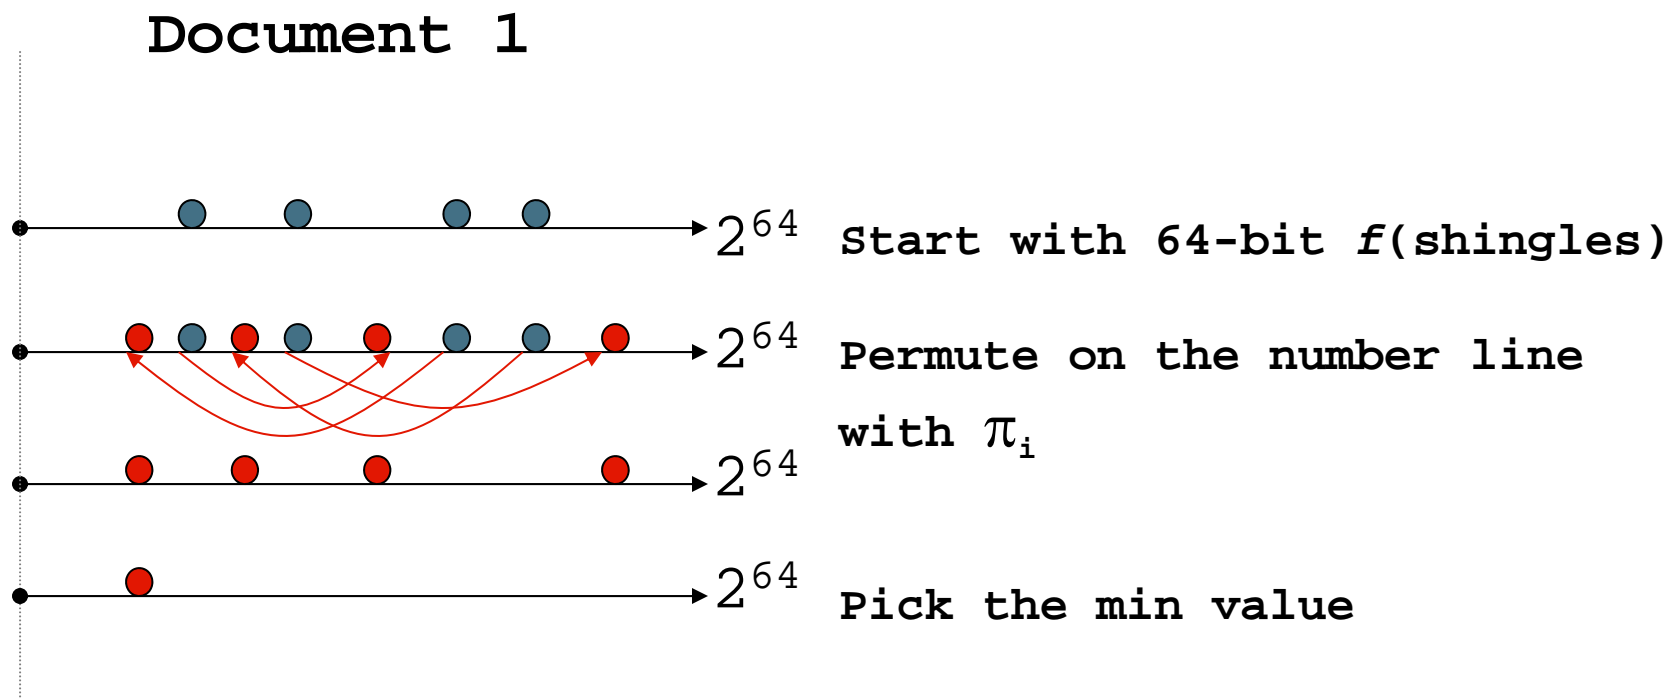 Document 1
2^64 Start with 64-bit f(shingles)
2^64 Permute on the number line
with π_i
2^64
2^64 Pick the min value